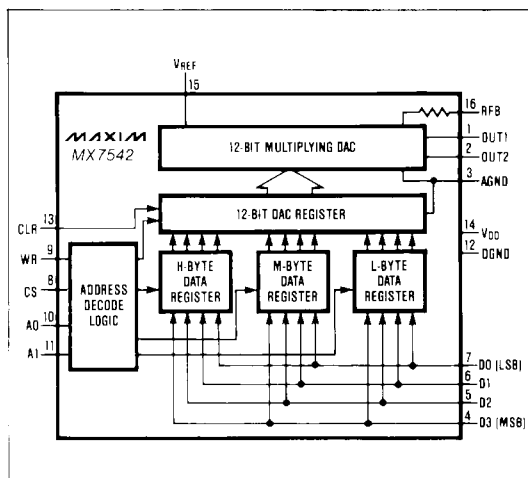 VREF
15
16 RFB
MAXIM
MX7542
12-BIT MULTIPLYING DAC
1 OUT1
2 OUT2
3 AGND
12-BIT DAC REGISTER
13 CLR
14 VDD
12 DGND
9 WR
8 CS
10 A0
11 A1
ADDRESS
DECODE
LOGIC
H-BYTE
DATA
REGISTER
M-BYTE
DATA
REGISTER
L-BYTE
DATA
REGISTER
7 D0 (LSB)
6 D1
5 D2
4 D3 (MSB)